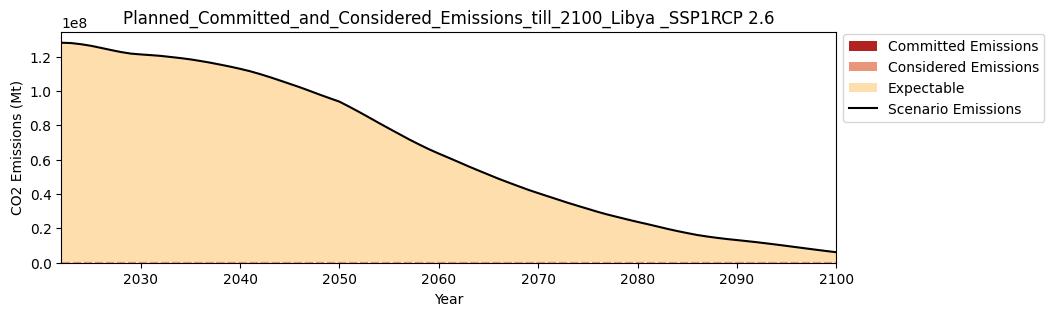 Planned_Committed_and_Considered_Emissions_till_2100_Libya _SSP1RCP 2.6
1e8
1.2
1.0
0.8
0.6
0.4
0.2
0.0
CO2 Emissions (Mt)
2030 2040 2050 2060 2070 2080 2090 2100
Year
Committed Emissions
Considered Emissions
Expectable
Scenario Emissions